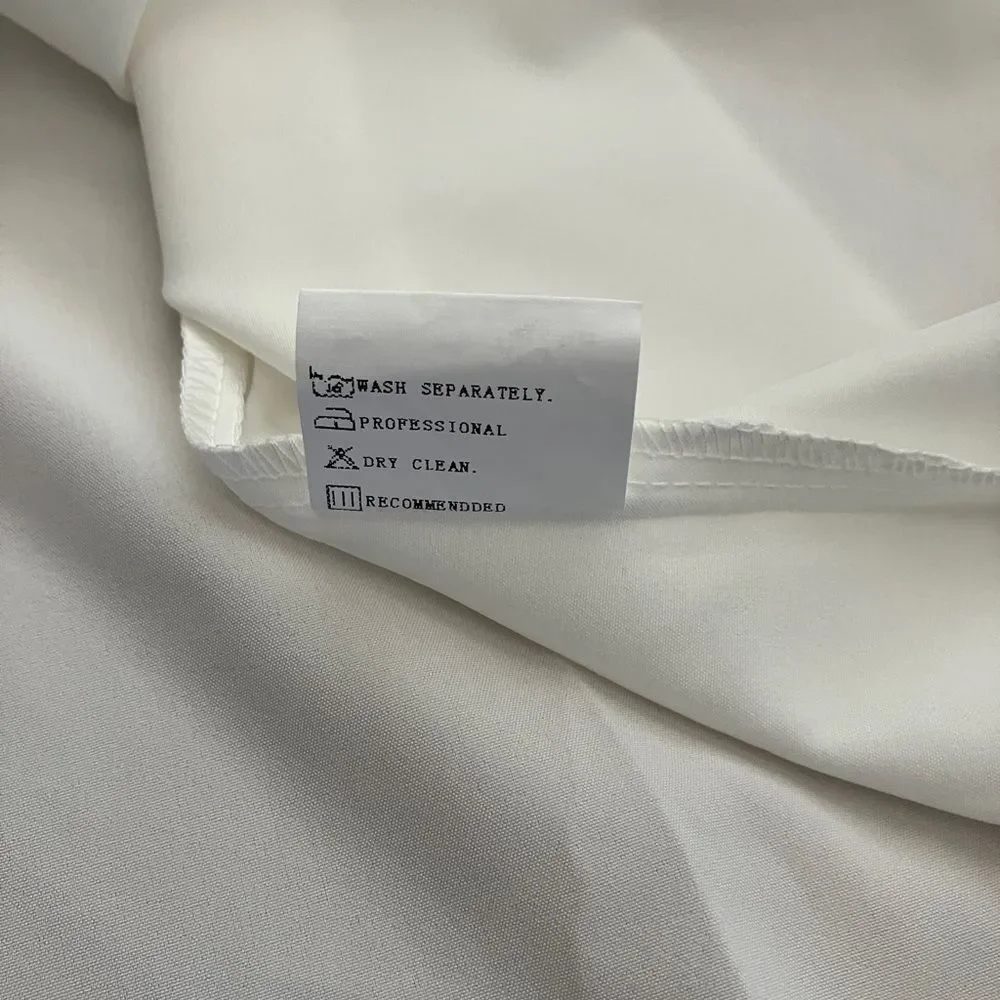 WASH SEPARATELY.
PROFESSIONAL
DRY CLEAN.
RECOMMENDDED